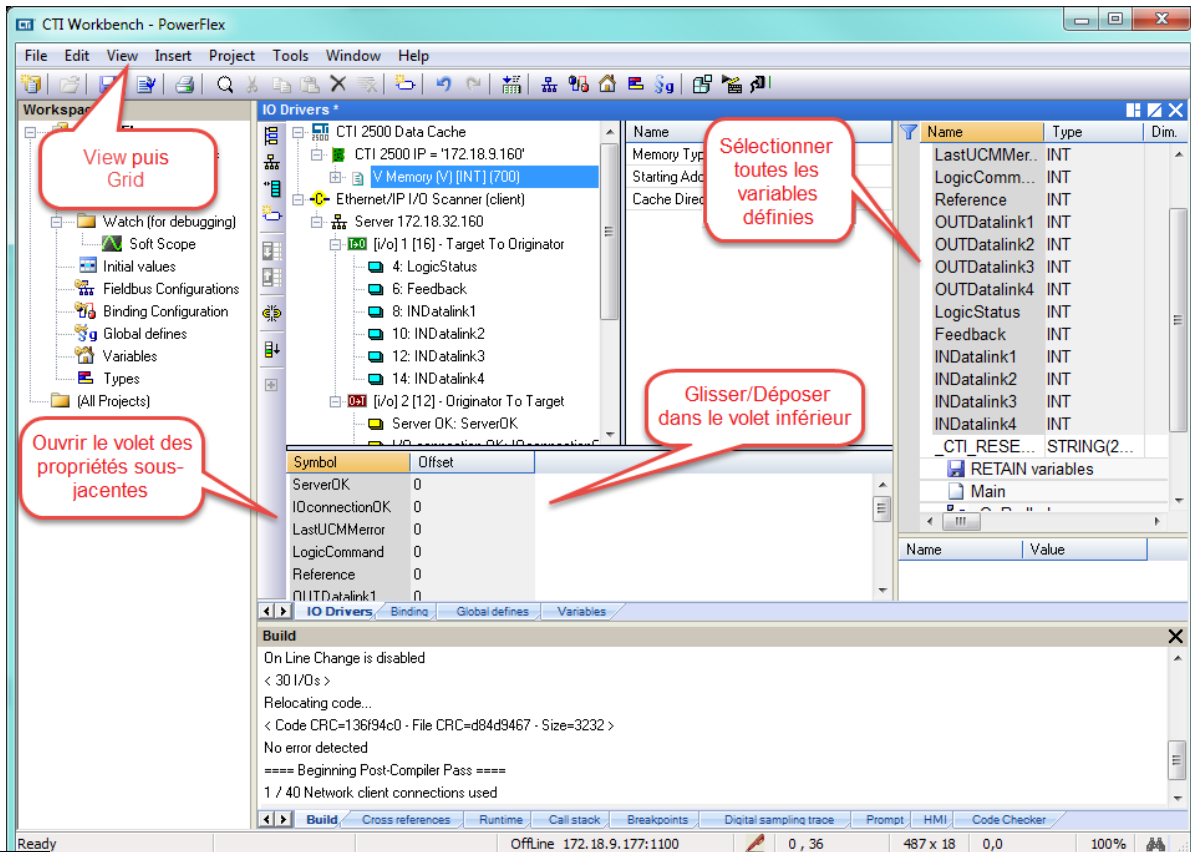 CTI Workbench - PowerFlex
File Edit View Insert Project Tools Window Help
Workspa
View puis
Grid
Watch (for debugging)
Soft Scope
Initial values
Fieldbus Configurations
Binding Configuration
Global defines
Variables
Types
(All Projects)
Ouvrir le volet des
propriétés sous-
jacentes
IO Drivers *
CTI 2500 Data Cache
CTI 2500 IP = '172.18.9.160'
V Memory (V) [INT] (700)
Ethernet/IP I/O Scanner (client)
Server 172.18.32.160
[i/o] 1 [16] - Target To Originator
4: LogicStatus
6: Feedback
8: INDatalink1
10: INDatalink2
12: INDatalink3
14: INDatalink4
[i/o] 2 [12] - Originator To Target
Server OK: ServerOK
Name
Memory Typ
Starting Add
Cache Direc
Sélectionner
toutes les
variables
définies
Glisser/Déposer
dans le volet inférieur
Name Type Dim.
LastUCMMer.. INT
LogicComm... INT
Reference INT
OUTDatalink1 INT
OUTDatalink2 INT
OUTDatalink3 INT
OUTDatalink4 INT
LogicStatus INT
Feedback INT
INDatalink1 INT
INDatalink2 INT
INDatalink3 INT
INDatalink4 INT
_CTI_RESE... STRING(2...
RETAIN variables
Main
Name Value
Symbol Offset
ServerOK 0
IOconnectionOK 0
LastUCMMerror 0
LogicCommand 0
Reference 0
OUTDatalink1 0
IO Drivers Binding Global defines Variables
Build
On Line Change is disabled
< 30 I/Os >
Relocating code...
< Code CRC=136f94c0 - File CRC=d84d9467 - Size=3232 >
No error detected
==== Beginning Post-Compiler Pass ====
1 / 40 Network client connections used
Build Cross references Runtime Call stack Breakpoints Digital sampling trace Prompt HMI Code Checker
Ready OffLine 172.18.9.177:1100 0 , 36 487 x 18 0,0 100%